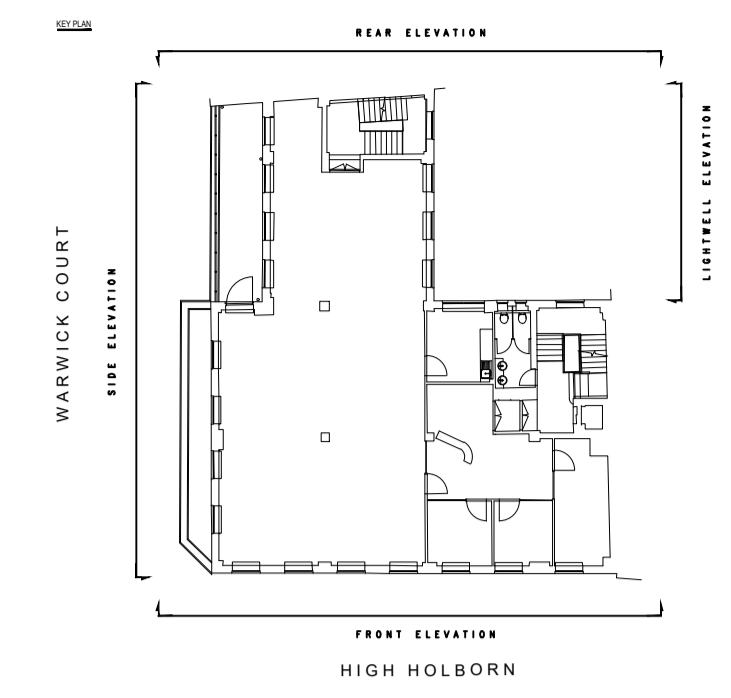 KEY PLAN
REAR ELEVATION
LIGHTWELL ELEVATION
WARWICK COURT
SIDE ELEVATION
FRONT ELEVATION
HIGH HOLBORN